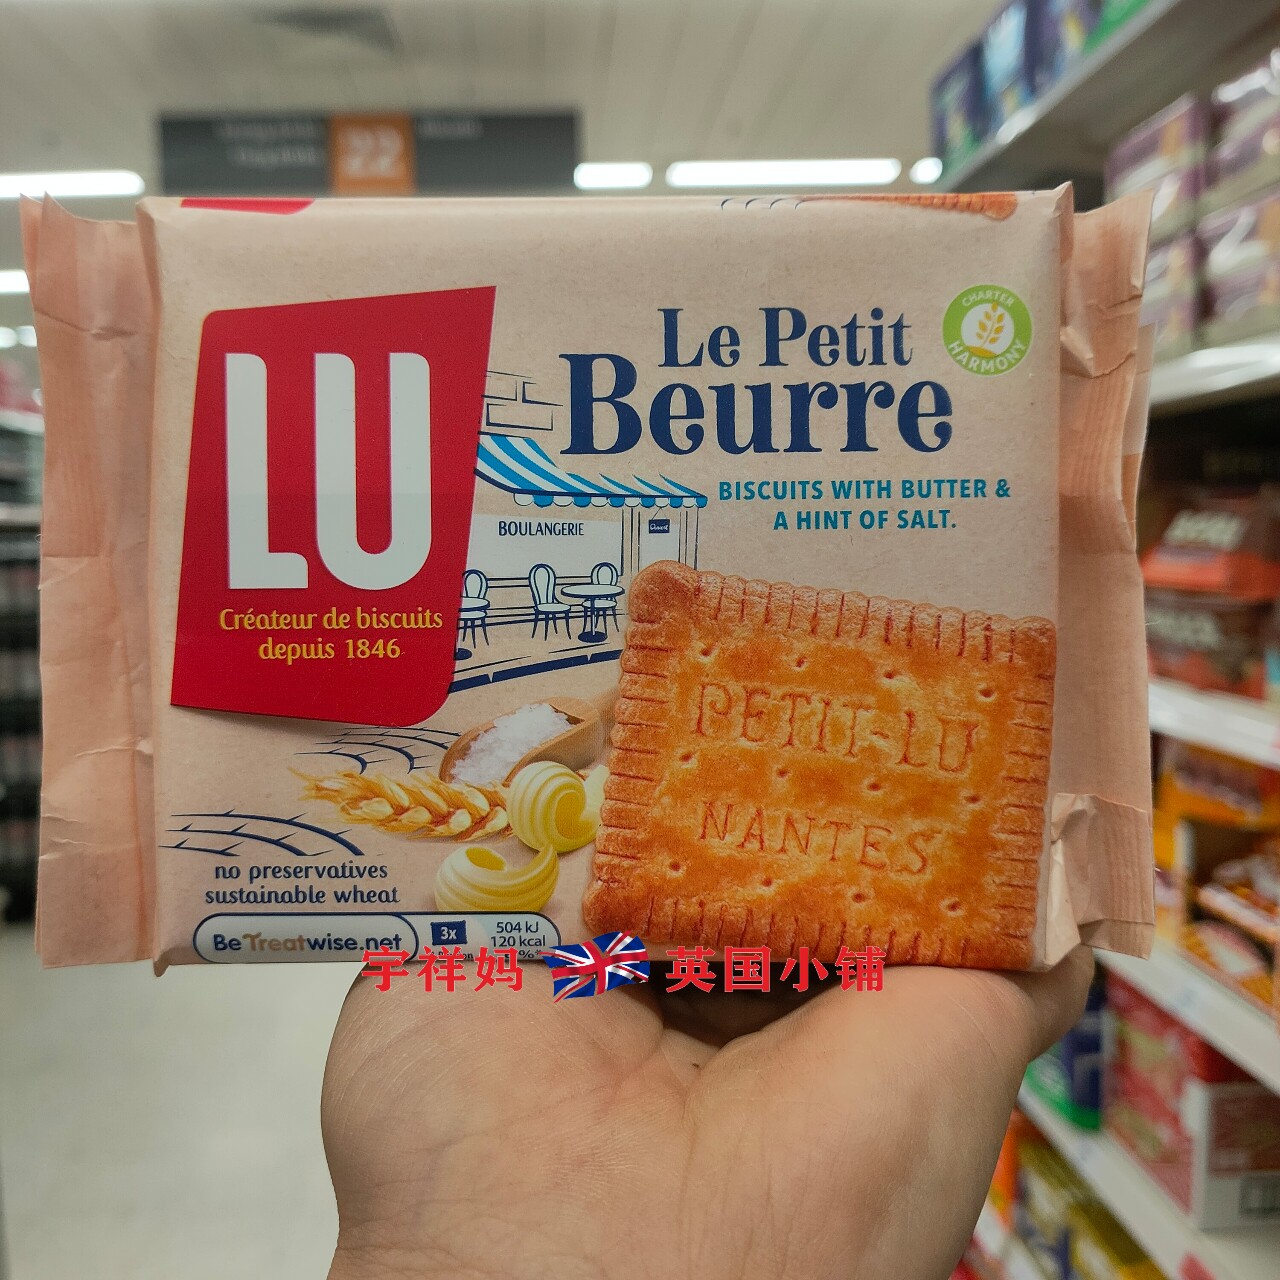 22
LU
Créateur de biscuits
depuis 1846
Le Petit
Beurre
BISCUITS WITH BUTTER &
A HINT OF SALT.
CHARTER
HARMONY
BOULANGERIE
PETIT-LU
NANTES
no preservatives
sustainable wheat
BeTreatwise.net
3x
504 kJ
120 kcal
宇祥妈 英国小铺